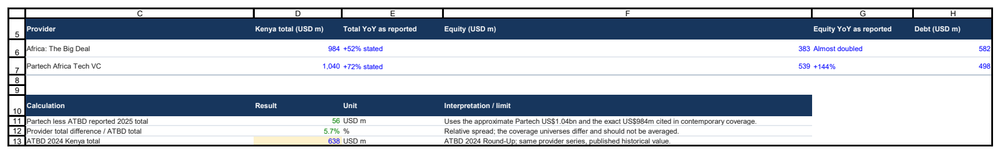 C D E F G H
5 Provider Kenya total (USD m) Total YoY as reported Equity (USD m) Equity YoY as reported Debt (USD m)
6 Africa: The Big Deal 984 +52% stated 383 Almost doubled 582
7 Partech Africa Tech VC 1,040 +72% stated 539 +144% 498
8
9
10 Calculation Result Unit Interpretation / limit
11 Partech less ATBD reported 2025 total 56 USD m Uses the approximate Partech US$1.04bn and the exact US$984m cited in contemporary coverage.
12 Provider total difference / ATBD total 5.7% % Relative spread; the coverage universes differ and should not be averaged.
13 ATBD 2024 Kenya total 638 USD m ATBD 2024 Round-Up; same provider series, published historical value.